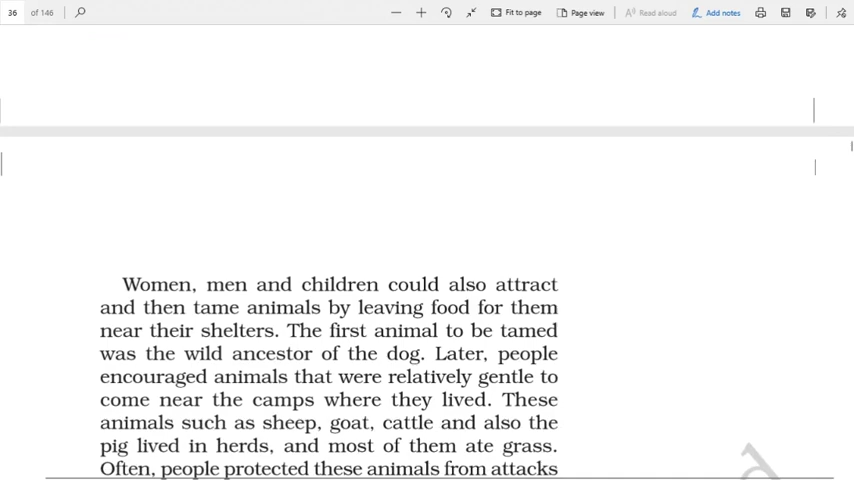 36 of 146 Fit to page Page view Read aloud Add notes
Women, men and children could also attract
and then tame animals by leaving food for them
near their shelters. The first animal to be tamed
was the wild ancestor of the dog. Later, people
encouraged animals that were relatively gentle to
come near the camps where they lived. These
animals such as sheep, goat, cattle and also the
pig lived in herds, and most of them ate grass.
Often, people protected these animals from attacks